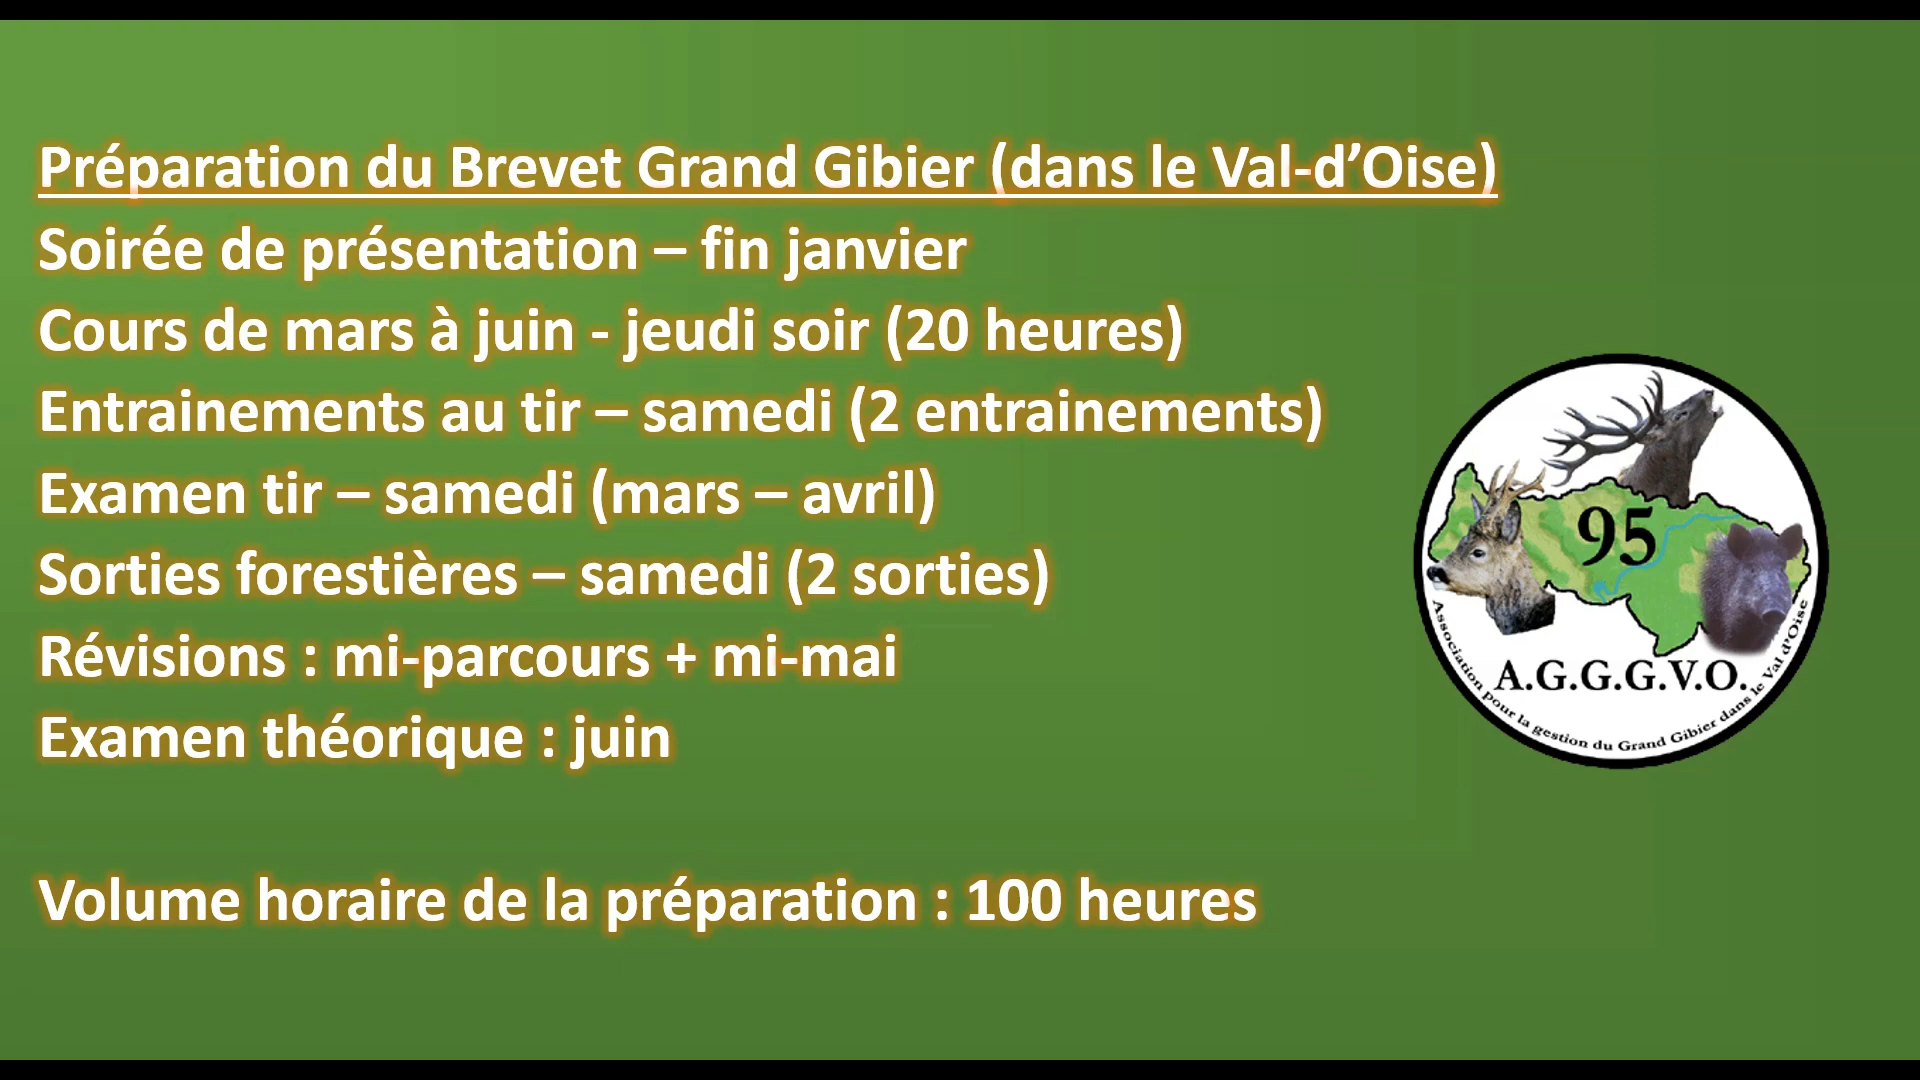 Préparation du Brevet Grand Gibier (dans le Val-d’Oise)
Soirée de présentation – fin janvier
Cours de mars à juin - jeudi soir (20 heures)
Entrainements au tir – samedi (2 entrainements)
Examen tir – samedi (mars – avril)
Sorties forestières – samedi (2 sorties)
Révisions : mi-parcours + mi-mai
Examen théorique : juin
Volume horaire de la préparation : 100 heures
95
A.G.G.G.V.O.
Association pour la gestion du Grand Gibier dans le Val d'Oise